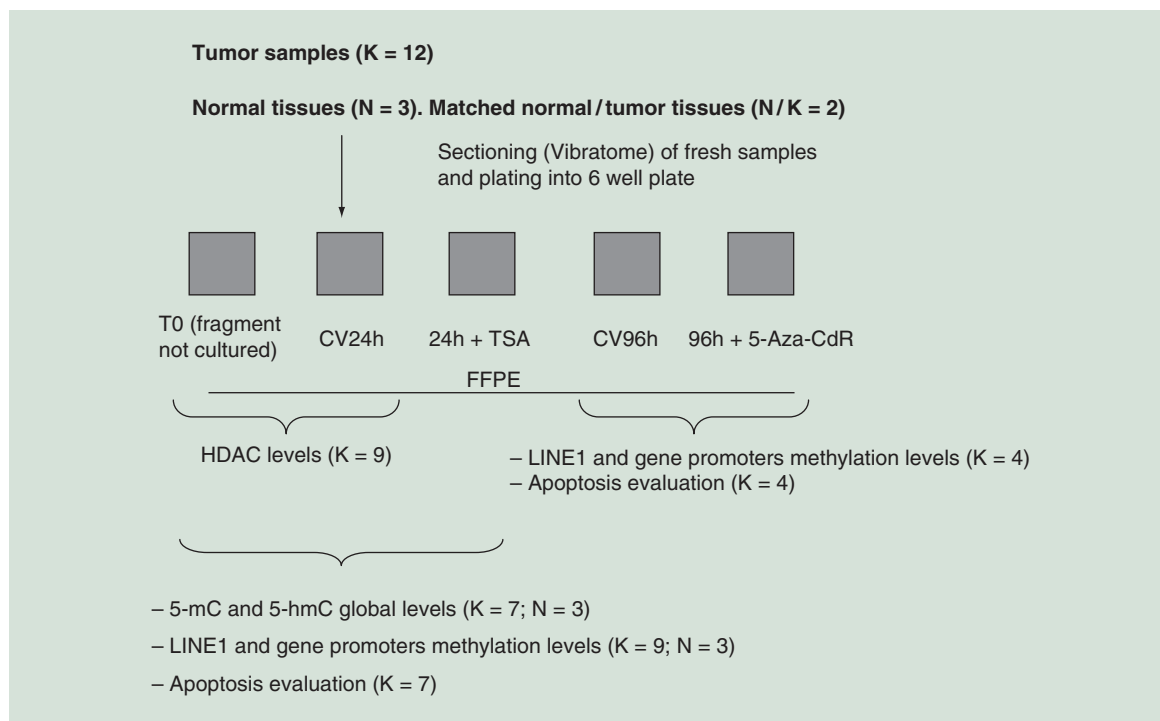 Tumor samples (K = 12)
Normal tissues (N = 3). Matched normal/tumor tissues (N/K = 2)
Sectioning (Vibratome) of fresh samples
and plating into 6 well plate
T0 (fragment
not cultured)
CV24h
24h + TSA
CV96h
96h + 5-Aza-CdR
FFPE
HDAC levels (K = 9)
– LINE1 and gene promoters methylation levels (K = 4)
– Apoptosis evaluation (K = 4)
– 5-mC and 5-hmC global levels (K = 7; N = 3)
– LINE1 and gene promoters methylation levels (K = 9; N = 3)
– Apoptosis evaluation (K = 7)